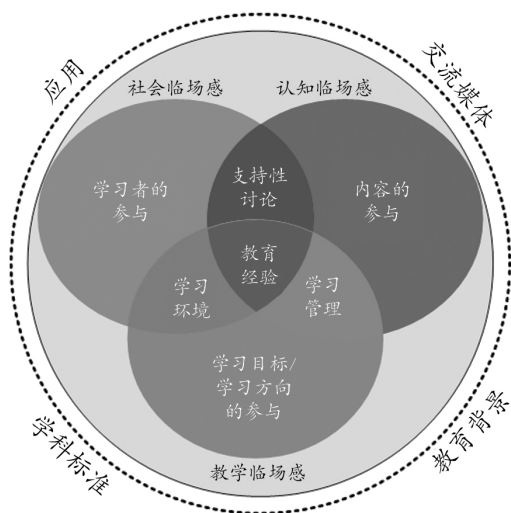 应用
交流媒体
社会临场感
认知临场感
学习者的
参与
支持性
讨论
内容的
参与
教育
经验
学习
环境
学习
管理
学习目标/
学习方向
的参与
教学临场感
学科标准
教育背景